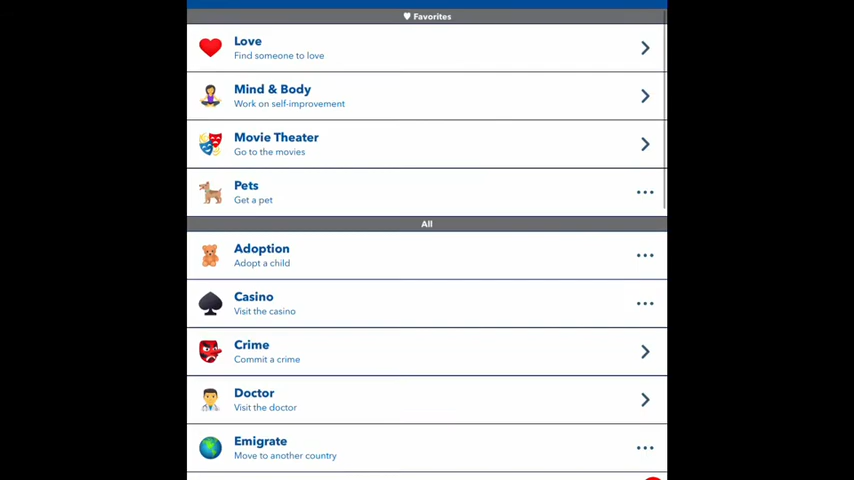 ♥ Favorites
Love
Find someone to love
Mind & Body
Work on self-improvement
Movie Theater
Go to the movies
Pets
Get a pet
All
Adoption
Adopt a child
Casino
Visit the casino
Crime
Commit a crime
Doctor
Visit the doctor
Emigrate
Move to another country